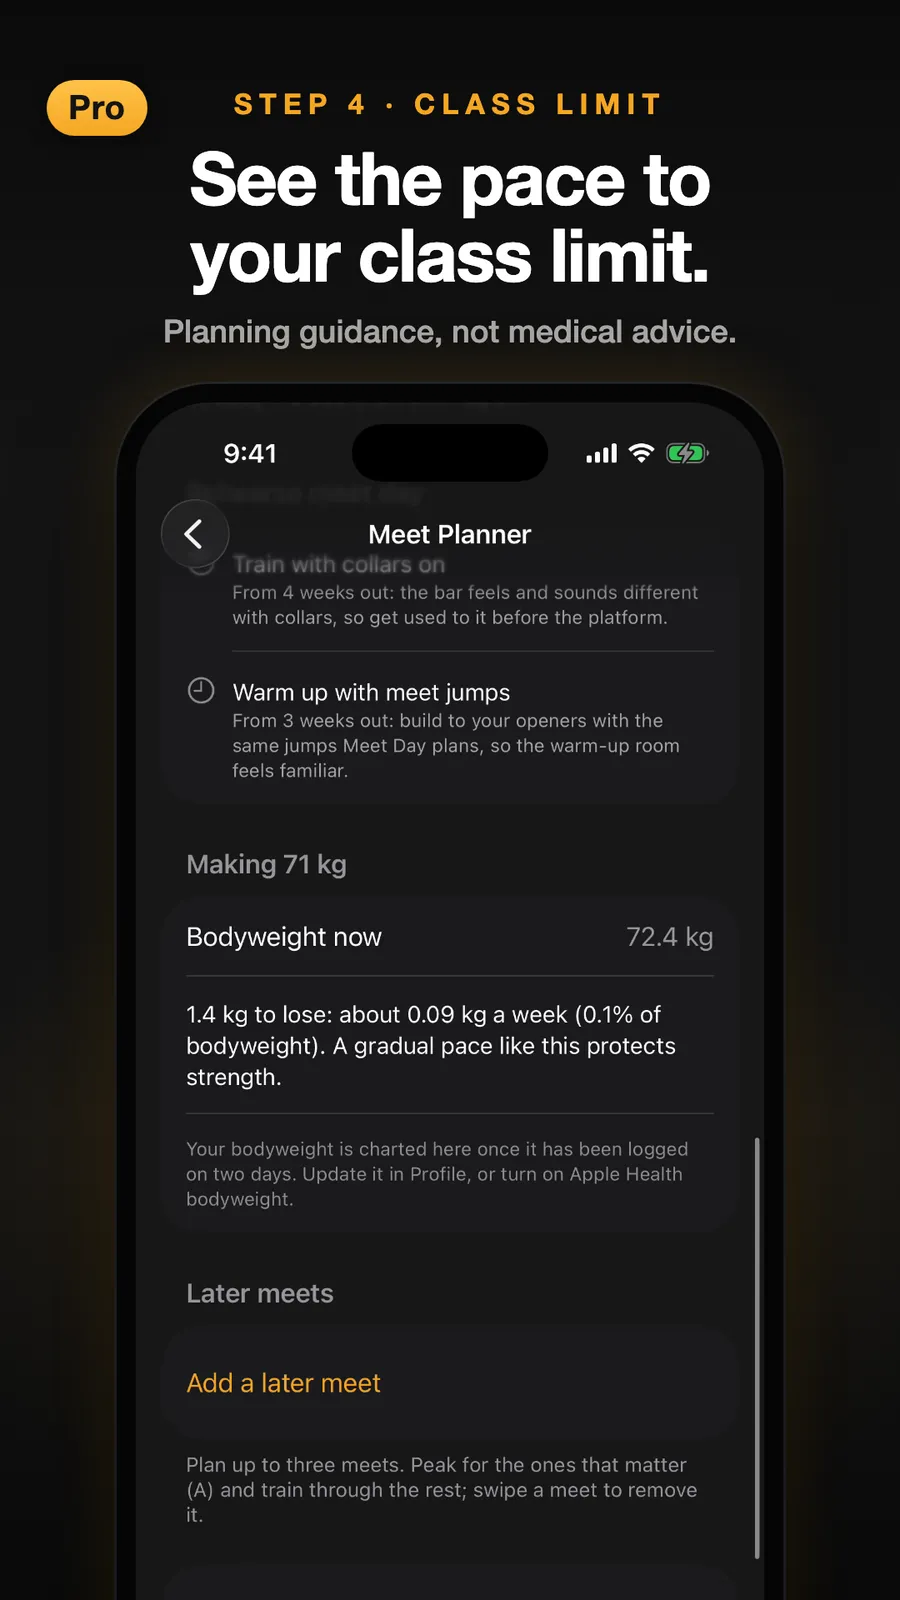 Pro
STEP 4 · CLASS LIMIT
See the pace to
your class limit.
Planning guidance, not medical advice.
9:41
Meet Planner
Train with collars on
From 4 weeks out: the bar feels and sounds different
with collars, so get used to it before the platform.
Warm up with meet jumps
From 3 weeks out: build to your openers with the
same jumps Meet Day plans, so the warm-up room
feels familiar.
Making 71 kg
Bodyweight now
72.4 kg
1.4 kg to lose: about 0.09 kg a week (0.1% of
bodyweight). A gradual pace like this protects
strength.
Your bodyweight is charted here once it has been logged
on two days. Update it in Profile, or turn on Apple Health
bodyweight.
Later meets
Add a later meet
Plan up to three meets. Peak for the ones that matter
(A) and train through the rest; swipe a meet to remove
it.